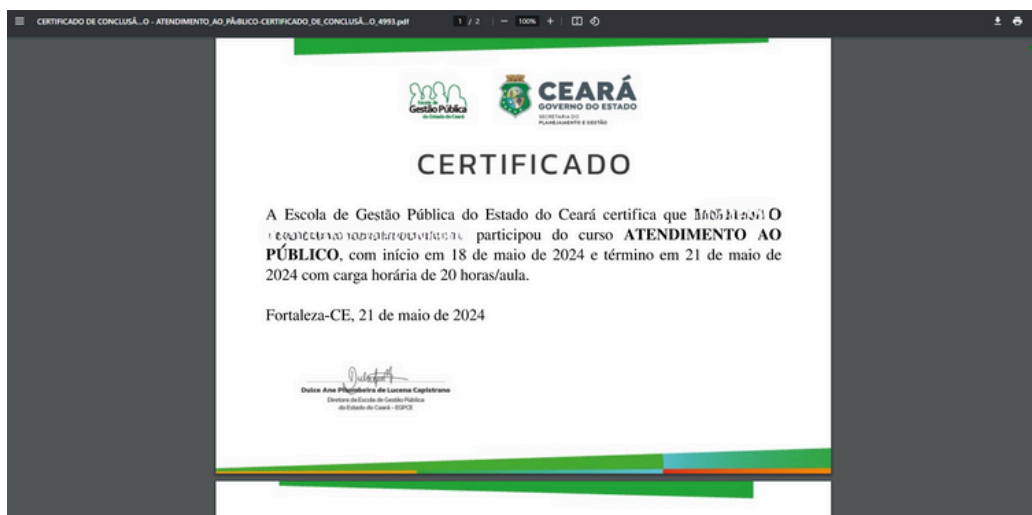 CERTIFICADO DE CONCLUSÃ...O - ATENDIMENTO_AO_PÃºBLICO-CERTIFICADO_DE_CONCLUSÃ...O_4993.pdf
1 / 2
100%
Escola de
Gestão Pública
do Estado do Ceará
CEARÁ
GOVERNO DO ESTADO
SECRETARIA DO
PLANEJAMENTO E GESTÃO
CERTIFICADO
A Escola de Gestão Pública do Estado do Ceará certifica que O
participou do curso ATENDIMENTO AO
PÚBLICO, com início em 18 de maio de 2024 e término em 21 de maio de
2024 com carga horária de 20 horas/aula.
Fortaleza-CE, 21 de maio de 2024
Dulce Ane de Lucena Capistrano
Diretora da Escola de Gestão Pública
do Estado do Ceará - EGPCE